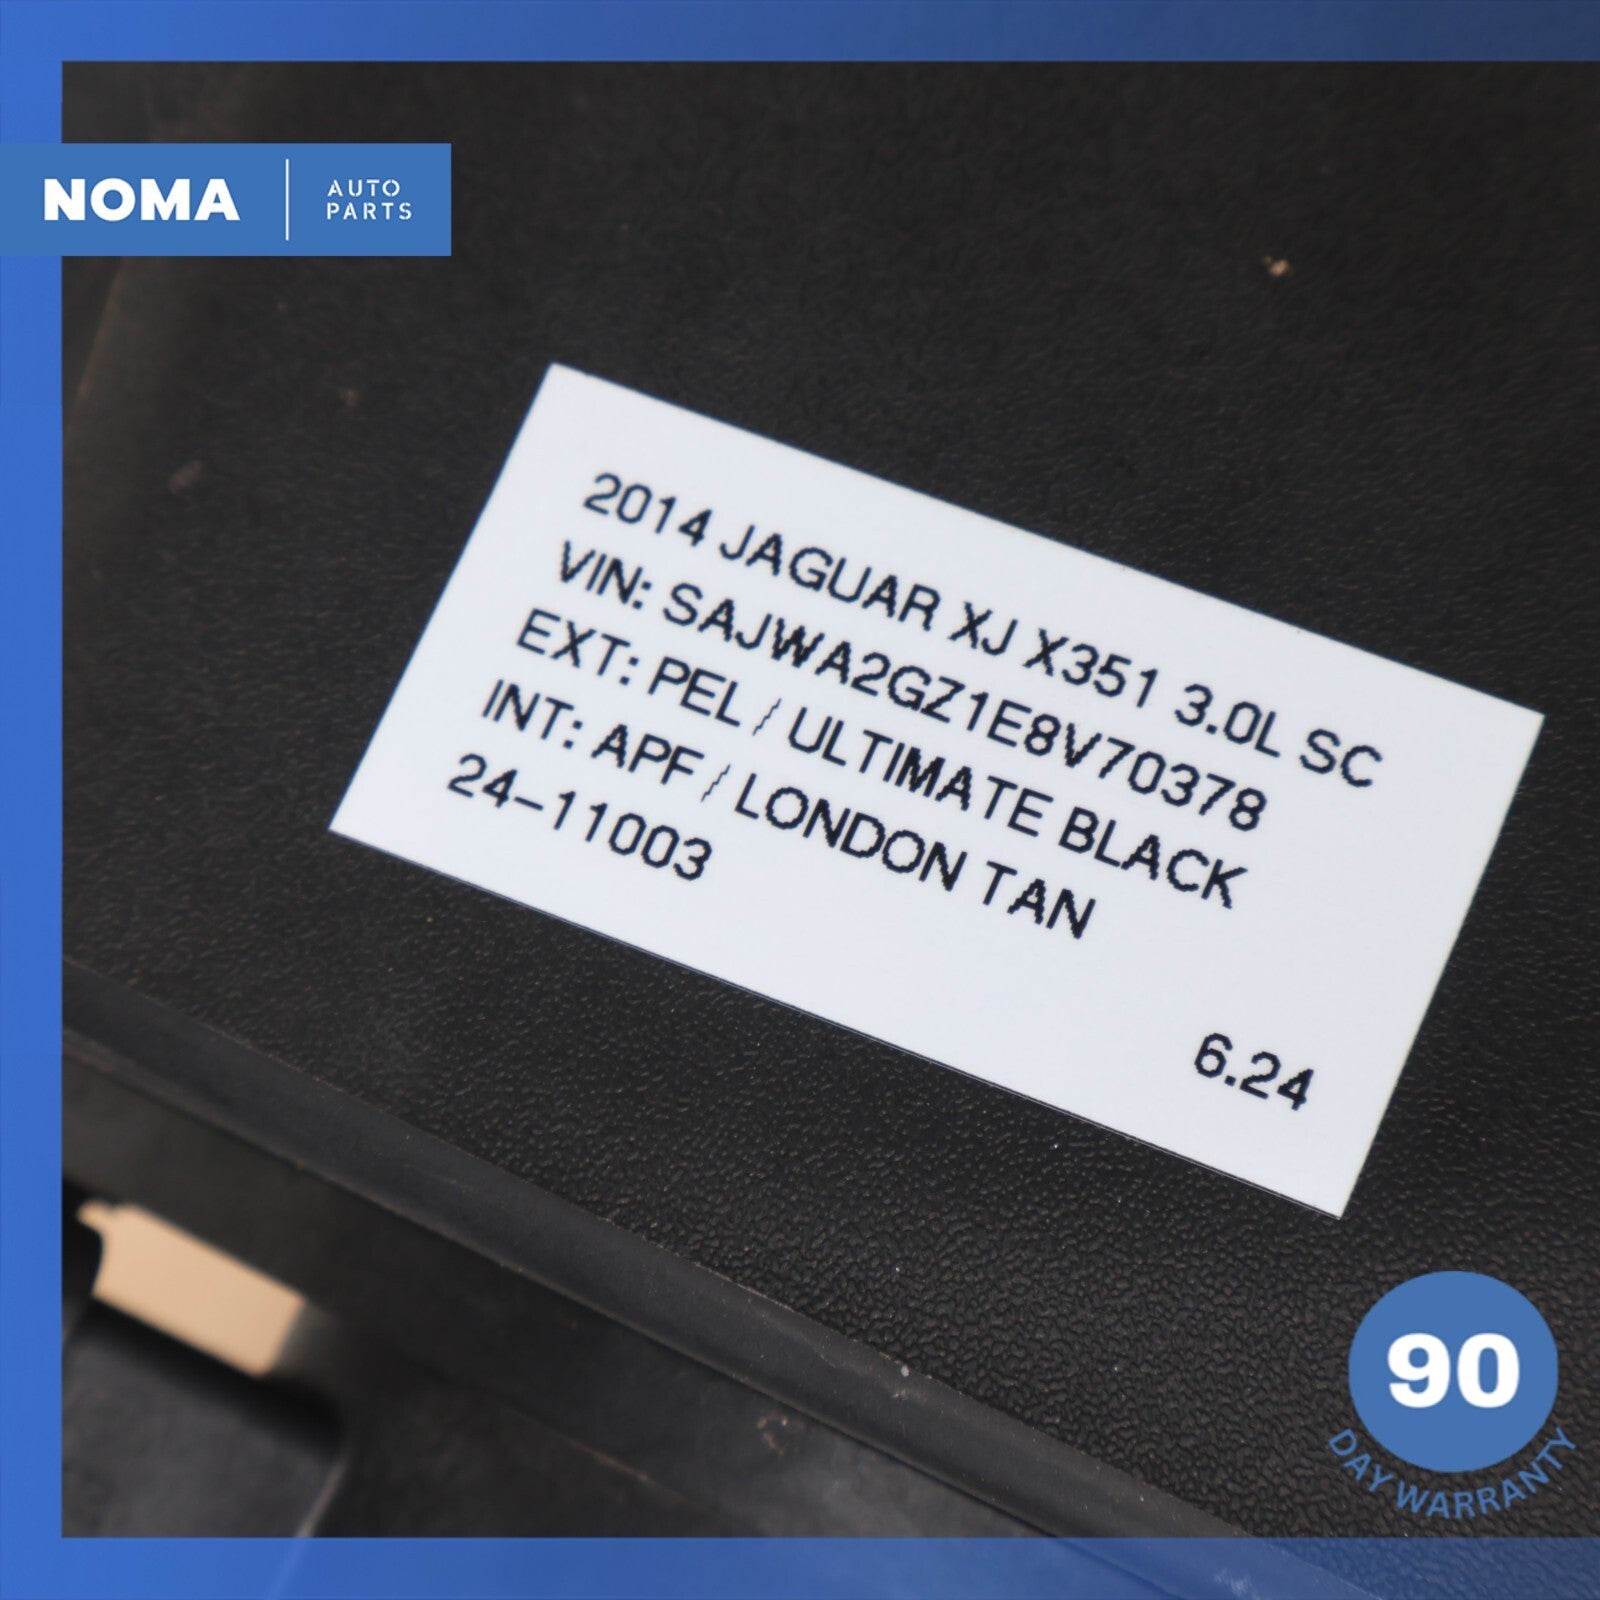 NOMA
AUTO
PARTS
2014 JAGUAR XJ X351 3.0L SC
VIN: SAJWA2GZ1E8V70378
EXT: PEL / ULTIMATE BLACK
INT: APF / LONDON TAN
24-11003
6.24
90
DAY WARRANTY